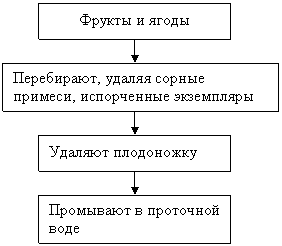 Фрукты и ягоды
Перебирают, удаляя сорные
примеси, испорченные экземпляры
Удаляют плодоножку
Промывают в проточной
воде